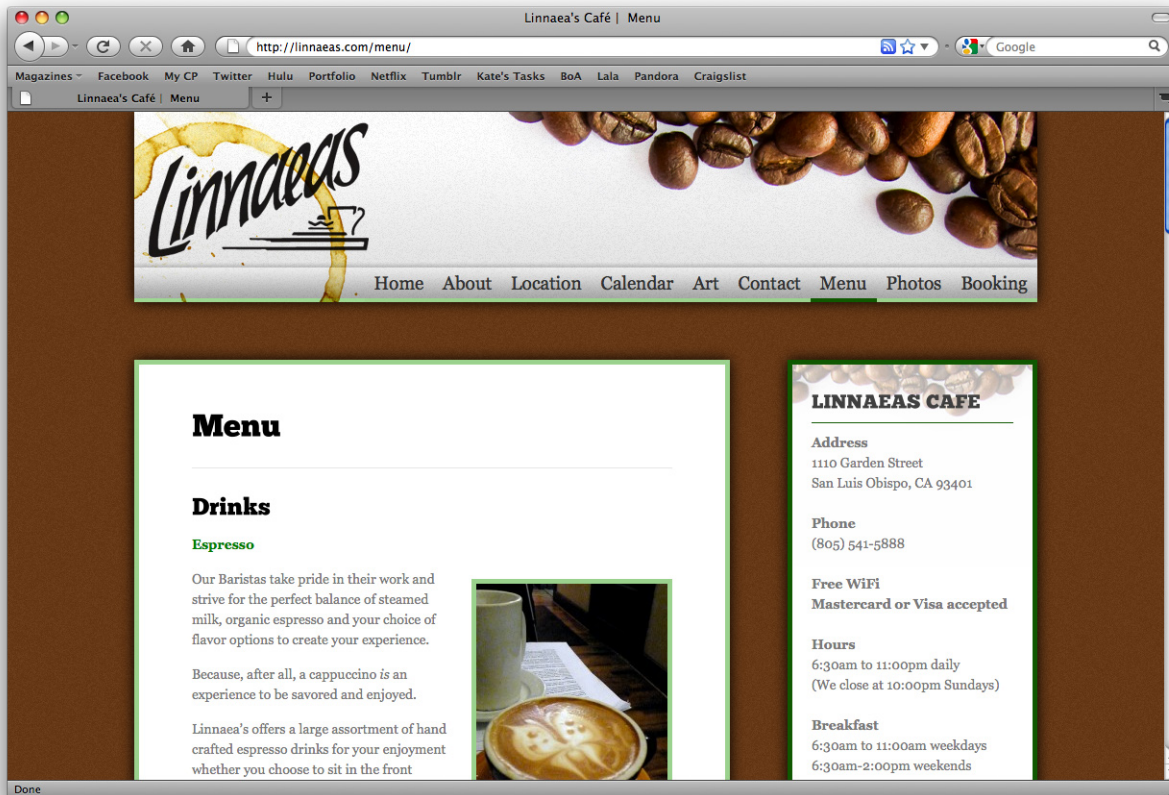 Linnaea's Café | Menu
http://linnaeas.com/menu/
Google
Magazines Facebook My CP Twitter Hulu Portfolio Netflix Tumblr Kate's Tasks BoA Lala Pandora Craigslist
Linnaea's Café | Menu
Linnaeas
Home About Location Calendar Art Contact Menu Photos Booking
Menu
Drinks
Espresso
Our Baristas take pride in their work and
strive for the perfect balance of steamed
milk, organic espresso and your choice of
flavor options to create your experience.
Because, after all, a cappuccino is an
experience to be savored and enjoyed.
Linnaea's offers a large assortment of hand
crafted espresso drinks for your enjoyment
whether you choose to sit in the front
LINNAEAS CAFE
Address
1110 Garden Street
San Luis Obispo, CA 93401
Phone
(805) 541-5888
Free WiFi
Mastercard or Visa accepted
Hours
6:30am to 11:00pm daily
(We close at 10:00pm Sundays)
Breakfast
6:30am to 11:00am weekdays
6:30am-2:00pm weekends
Done